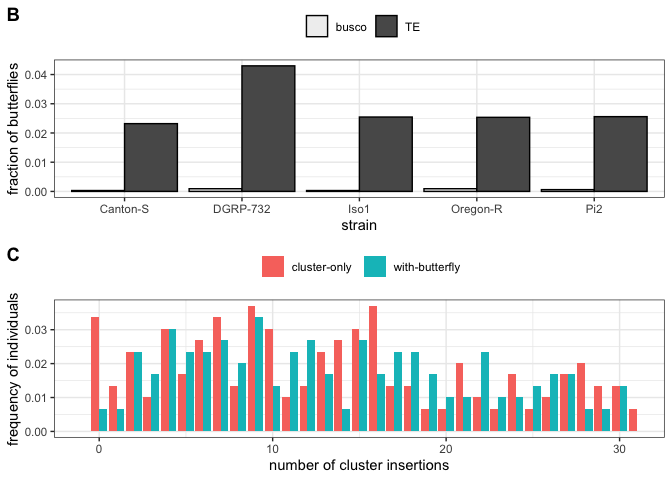 B
busco TE
fraction of butterflies
0.04
0.03
0.02
0.01
0.00
Canton-S DGRP-732 Iso1 Oregon-R Pi2
strain
C
cluster-only with-butterfly
frequency of individuals
0.03
0.02
0.01
0.00
0 10 20 30
number of cluster insertions